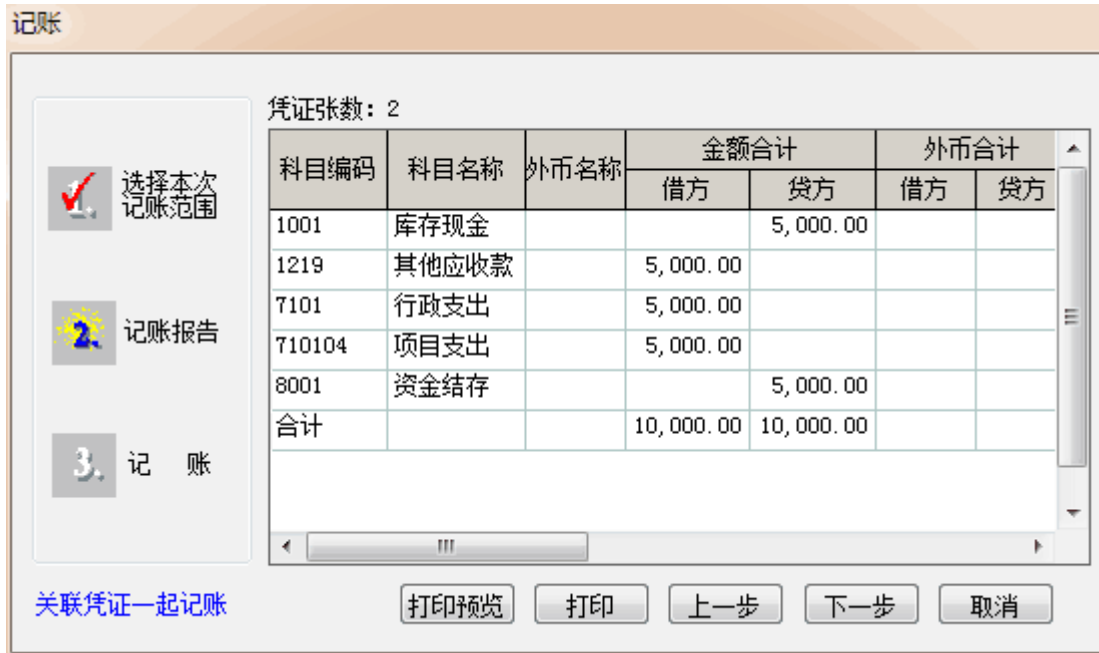 记账
凭证张数: 2
选择本次
记账范围
记账报告
记 账
科目编码 科目名称 外币名称 金额合计 外币合计
借方 贷方 借方 贷方
1001 库存现金 5,000.00
1219 其他应收款 5,000.00
7101 行政支出 5,000.00
710104 项目支出 5,000.00
8001 资金结存 5,000.00
合计 10,000.00 10,000.00
1.
2.
3.
关联凭证一起记账 打印预览 打印 上一步 下一步 取消